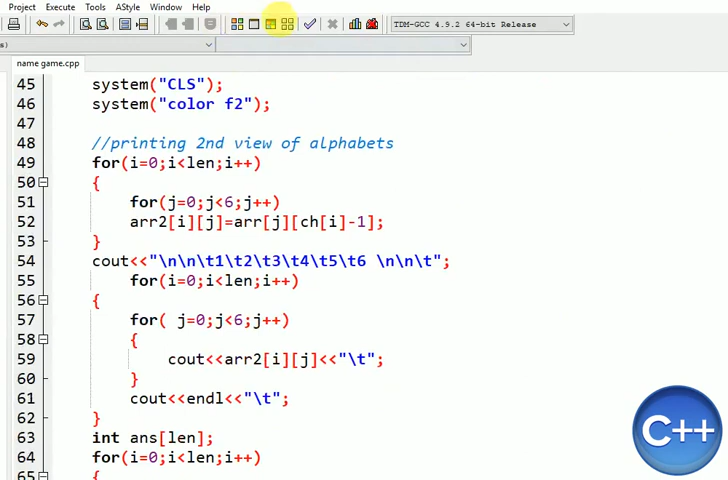 Project Execute Tools AStyle Window Help
TDM-GCC 4.9.2 64-bit Release
s)
name game.cpp
45 system("CLS");
46 system("color f2");
47
48 //printing 2nd view of alphabets
49 for(i=0;i<len;i++)
50 {
51 for(j=0;j<6;j++)
52 arr2[i][j]=arr[j][ch[i]-1];
53 }
54 cout<<"\n\n\t1\t2\t3\t4\t5\t6 \n\n\t";
55 for(i=0;i<len;i++)
56 {
57 for( j=0;j<6;j++)
58 {
59 cout<<arr2[i][j]<<"\t";
60 }
61 cout<<endl<<"\t";
62 }
63 int ans[len];
64 for(i=0;i<len;i++)
65 {
C++